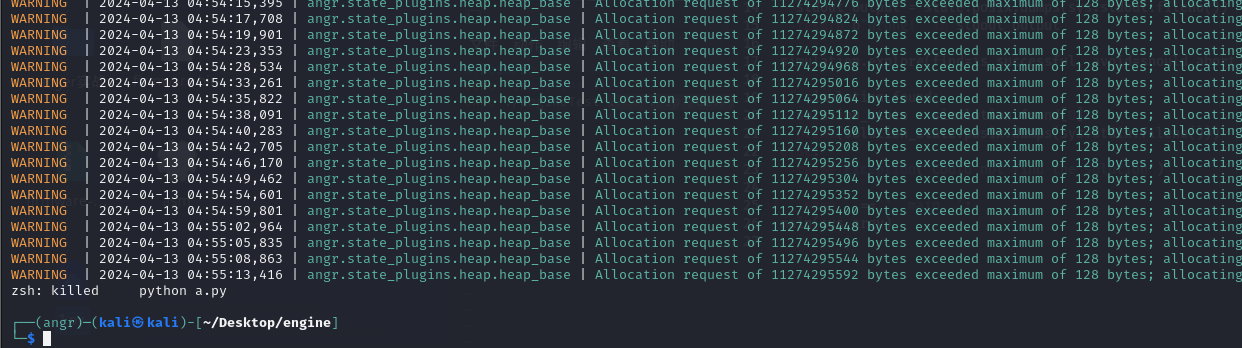 WARNING | 2024-04-13 04:54:15,395 | angr.state_plugins.heap.heap_base | Allocation request of 11274294776 bytes exceeded maximum of 128 bytes; allocating
WARNING | 2024-04-13 04:54:17,708 | angr.state_plugins.heap.heap_base | Allocation request of 11274294824 bytes exceeded maximum of 128 bytes; allocating
WARNING | 2024-04-13 04:54:19,901 | angr.state_plugins.heap.heap_base | Allocation request of 11274294872 bytes exceeded maximum of 128 bytes; allocating
WARNING | 2024-04-13 04:54:23,353 | angr.state_plugins.heap.heap_base | Allocation request of 11274294920 bytes exceeded maximum of 128 bytes; allocating
WARNING | 2024-04-13 04:54:28,534 | angr.state_plugins.heap.heap_base | Allocation request of 11274294968 bytes exceeded maximum of 128 bytes; allocating
WARNING | 2024-04-13 04:54:33,261 | angr.state_plugins.heap.heap_base | Allocation request of 11274295016 bytes exceeded maximum of 128 bytes; allocating
WARNING | 2024-04-13 04:54:35,822 | angr.state_plugins.heap.heap_base | Allocation request of 11274295064 bytes exceeded maximum of 128 bytes; allocating
WARNING | 2024-04-13 04:54:38,091 | angr.state_plugins.heap.heap_base | Allocation request of 11274295112 bytes exceeded maximum of 128 bytes; allocating
WARNING | 2024-04-13 04:54:40,283 | angr.state_plugins.heap.heap_base | Allocation request of 11274295160 bytes exceeded maximum of 128 bytes; allocating
WARNING | 2024-04-13 04:54:42,705 | angr.state_plugins.heap.heap_base | Allocation request of 11274295208 bytes exceeded maximum of 128 bytes; allocating
WARNING | 2024-04-13 04:54:46,170 | angr.state_plugins.heap.heap_base | Allocation request of 11274295256 bytes exceeded maximum of 128 bytes; allocating
WARNING | 2024-04-13 04:54:49,462 | angr.state_plugins.heap.heap_base | Allocation request of 11274295304 bytes exceeded maximum of 128 bytes; allocating
WARNING | 2024-04-13 04:54:54,601 | angr.state_plugins.heap.heap_base | Allocation request of 11274295352 bytes exceeded maximum of 128 bytes; allocating
WARNING | 2024-04-13 04:54:59,801 | angr.state_plugins.heap.heap_base | Allocation request of 11274295400 bytes exceeded maximum of 128 bytes; allocating
WARNING | 2024-04-13 04:55:02,964 | angr.state_plugins.heap.heap_base | Allocation request of 11274295448 bytes exceeded maximum of 128 bytes; allocating
WARNING | 2024-04-13 04:55:05,835 | angr.state_plugins.heap.heap_base | Allocation request of 11274295496 bytes exceeded maximum of 128 bytes; allocating
WARNING | 2024-04-13 04:55:08,863 | angr.state_plugins.heap.heap_base | Allocation request of 11274295544 bytes exceeded maximum of 128 bytes; allocating
WARNING | 2024-04-13 04:55:13,416 | angr.state_plugins.heap.heap_base | Allocation request of 11274295592 bytes exceeded maximum of 128 bytes; allocating
zsh: killed     python a.py
┌──(angr)─(kali㉿kali)-[~/Desktop/engine]
└─$